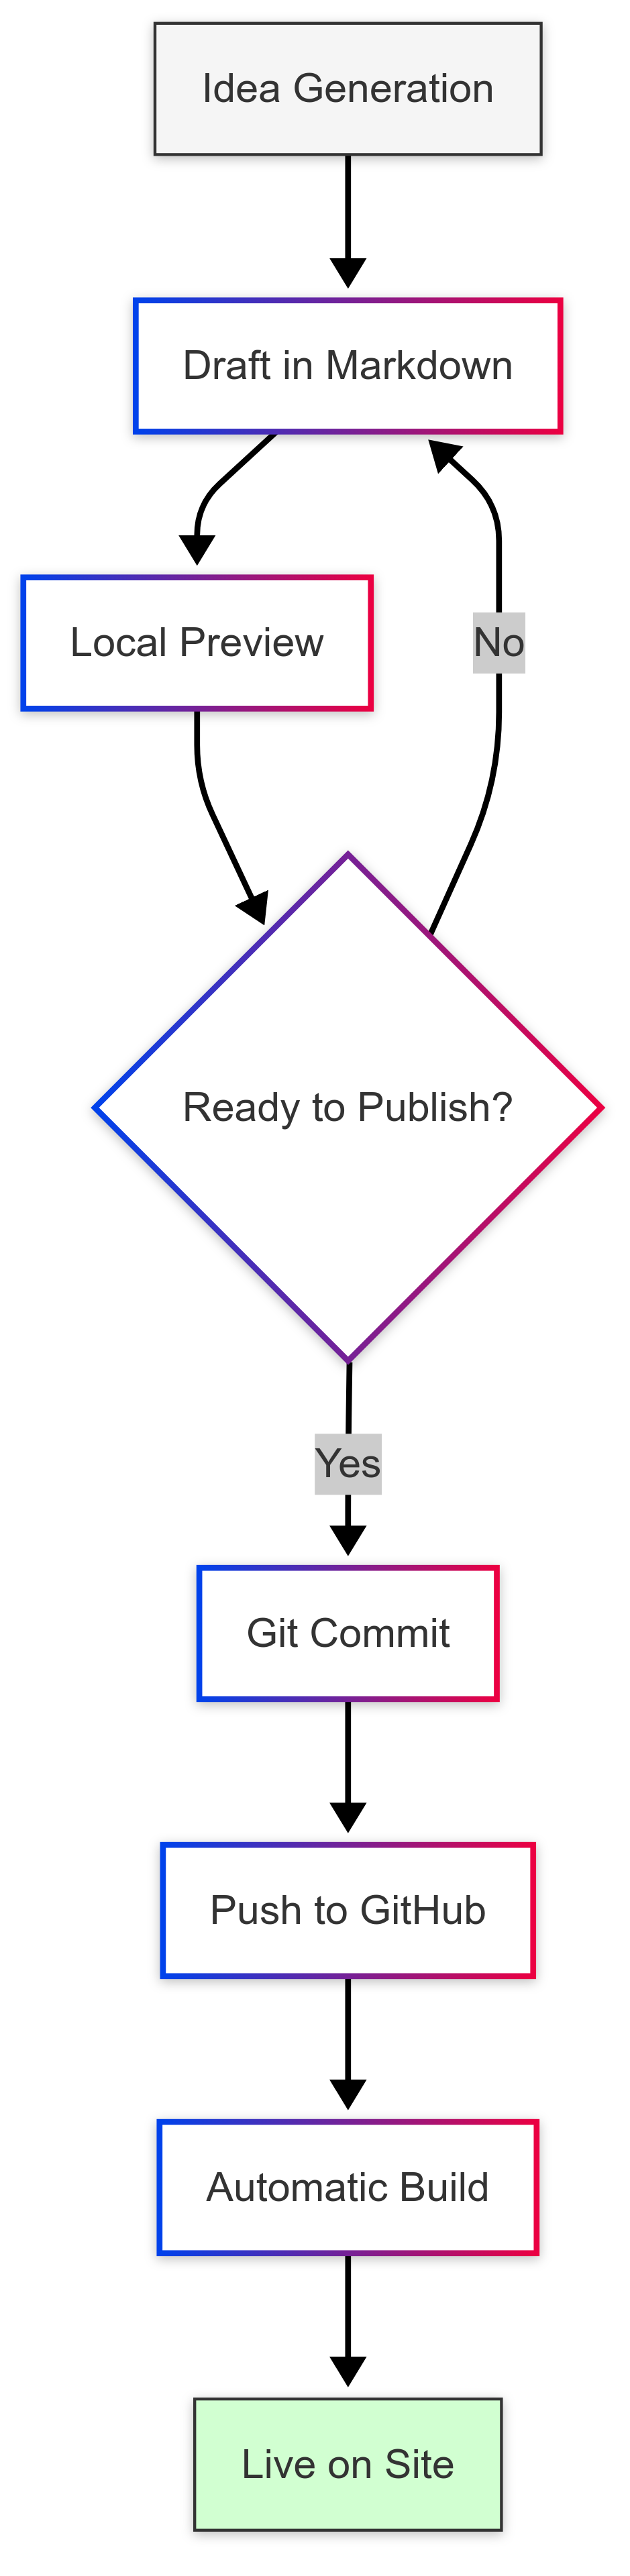 Idea Generation
Draft in Markdown
Local Preview
No
Ready to Publish?
Yes
Git Commit
Push to GitHub
Automatic Build
Live on Site